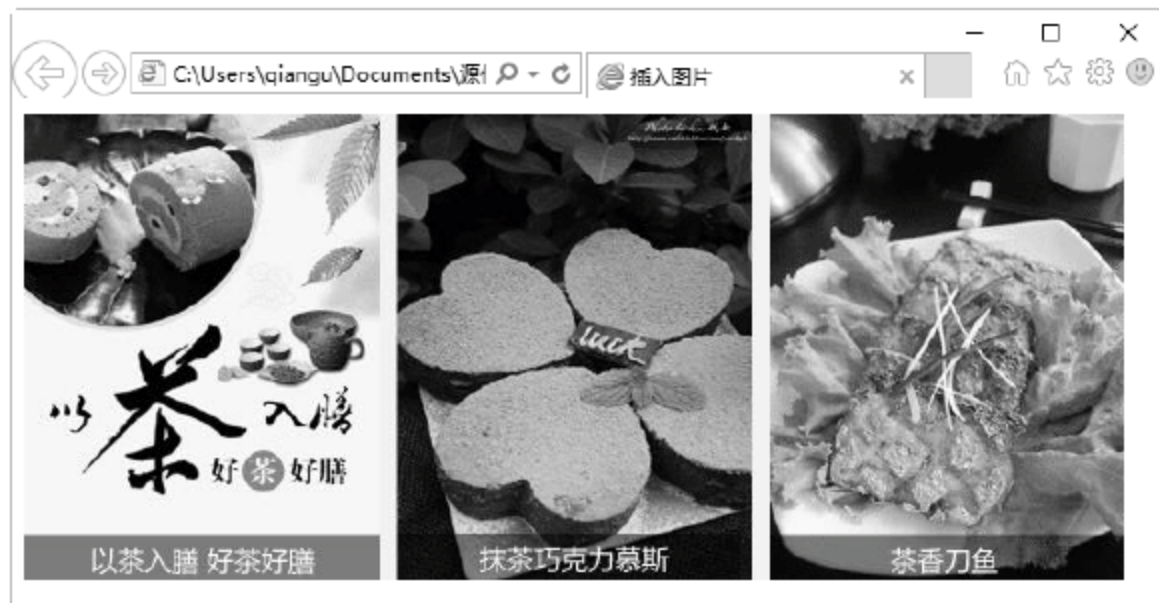 C:\Users\qiangu\Documents\源
插入图片
luck
以茶入膳
好茶好膳
以茶入膳 好茶好膳
抹茶巧克力慕斯
茶香刀鱼